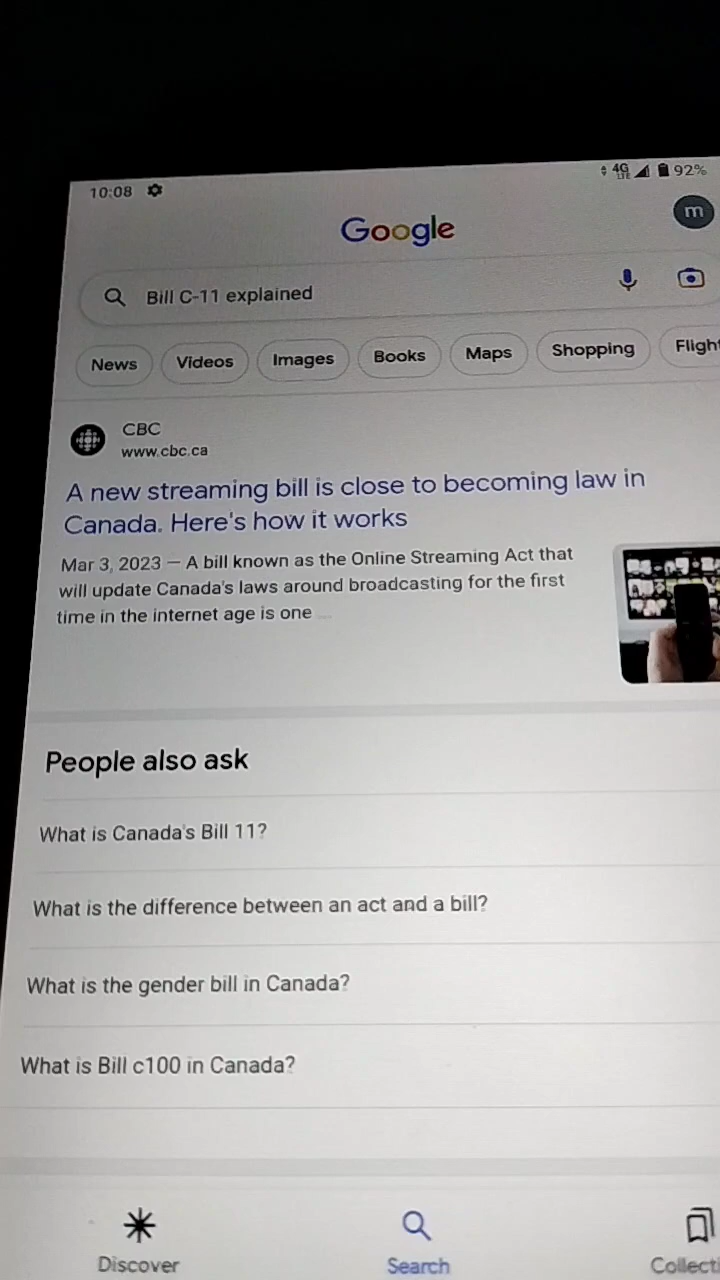 10:08 4G LTE 92%
Google
m
Bill C-11 explained
News Videos Images Books Maps Shopping Flight
CBC
www.cbc.ca
A new streaming bill is close to becoming law in
Canada. Here's how it works
Mar 3, 2023 — A bill known as the Online Streaming Act that
will update Canada's laws around broadcasting for the first
time in the internet age is one ...
People also ask
What is Canada's Bill 11?
What is the difference between an act and a bill?
What is the gender bill in Canada?
What is Bill c100 in Canada?
Discover Search Collect